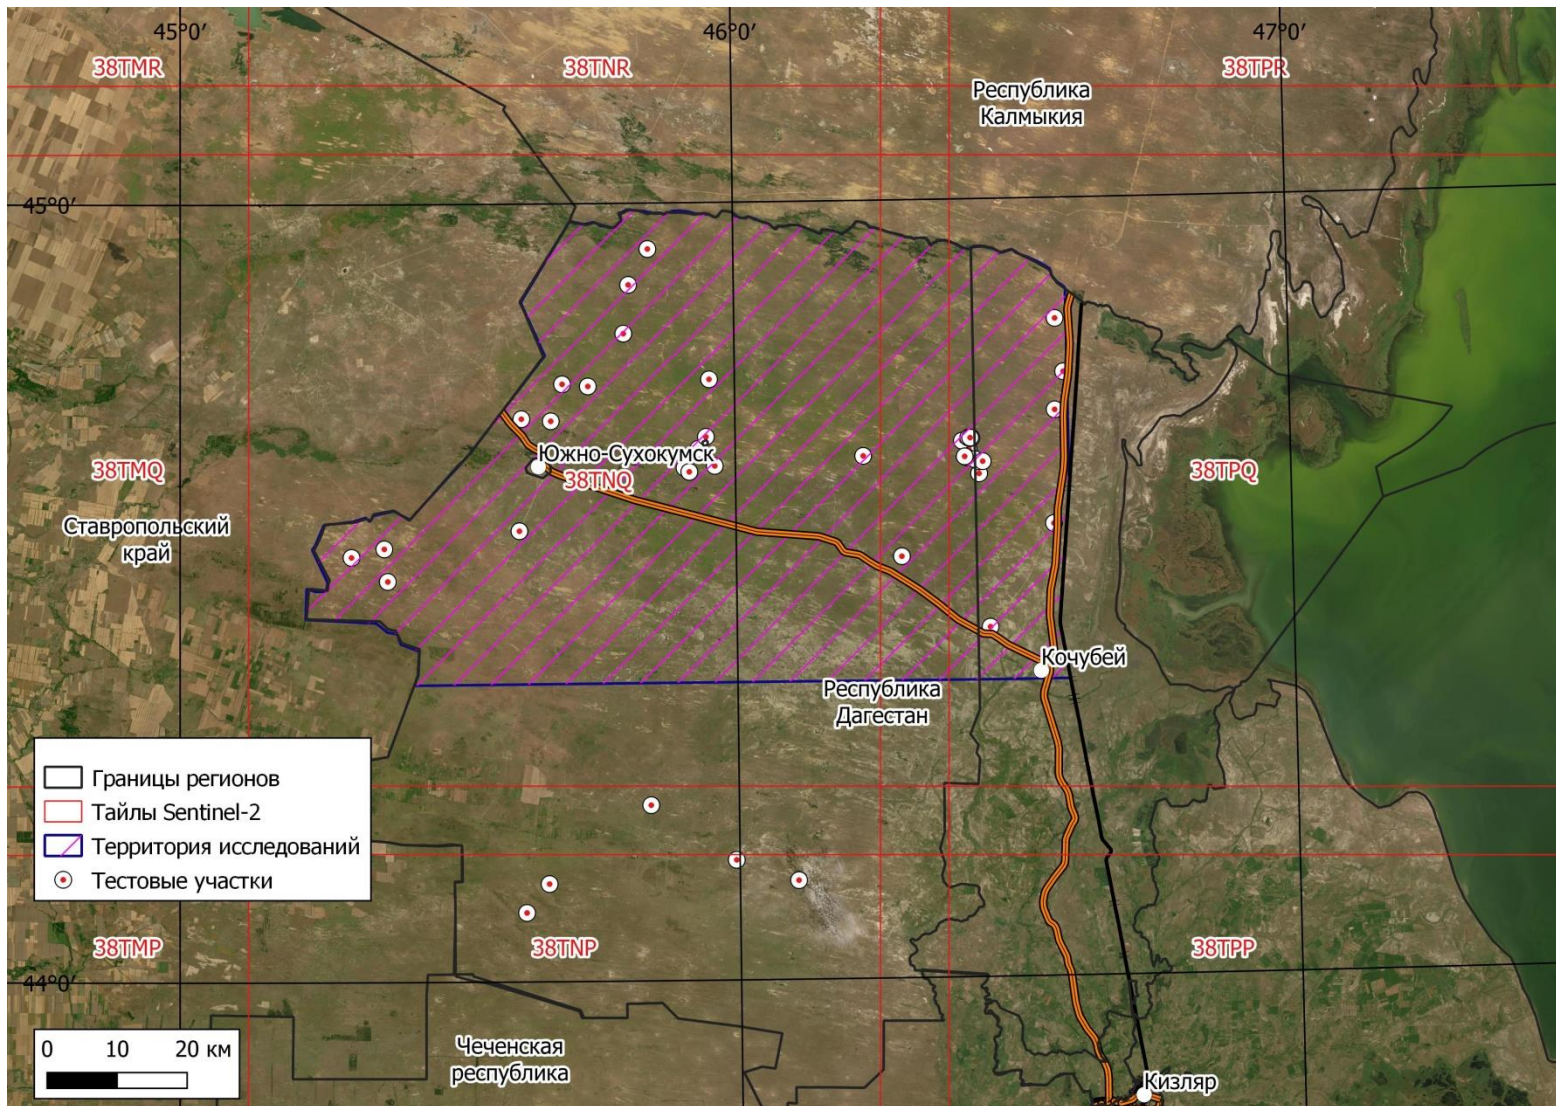 45°0'
46°0'
47°0'
38TMR
38TNR
38TPR
Республика
Калмыкия
45°0'
Южно-Сухокумск
38TMQ
38TNQ
38TPQ
Ставропольский
край
Кочубей
Республика
Дагестан
Границы регионов
Тайлы Sentinel-2
Территория исследований
Тестовые участки
38TMP
38TNP
38TPP
44°0'
0 10 20 км
Чеченская
республика
Кизляр